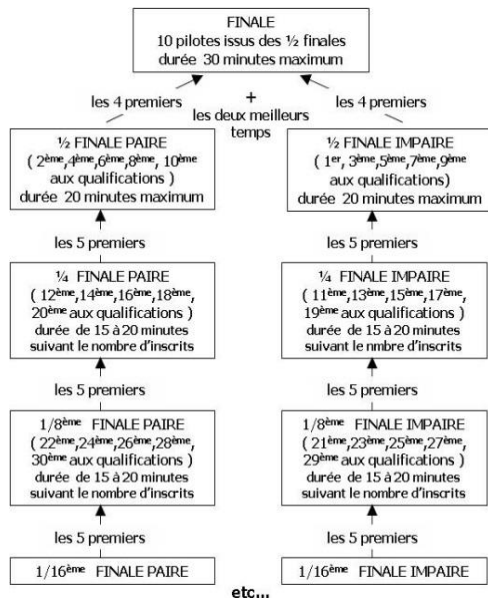 FINALE
10 pilotes issus des ½ finales
durée 30 minutes maximum
les 4 premiers
+
les deux meilleurs
temps
les 4 premiers
½ FINALE PAIRE
( 2ème,4ème,6ème,8ème, 10ème
aux qualifications )
durée 20 minutes maximum
½ FINALE IMPAIRE
( 1er, 3ème,5ème,7ème,9ème
aux qualifications)
durée 20 minutes maximum
les 5 premiers
les 5 premiers
¼ FINALE PAIRE
( 12ème,14ème,16ème,18ème,
20ème aux qualifications )
durée de 15 à 20 minutes
suivant le nombre d'inscrits
¼ FINALE IMPAIRE
( 11ème,13ème,15ème,17ème,
19ème aux qualifications )
durée de 15 à 20 minutes
suivant le nmbre d'inscrits
les 5 premiers
les 5 premiers
1/8ème FINALE PAIRE
(22ème,24ème,26ème,28ème,
30ème aux qualifications )
durée de 15 à 20 minutes
suivant le nombre d'inscrits
1/8ème FINALE IMPAIRE
(21ème,23ème,25ème,27ème,
29ème aux qualifications )
durée de 15 à 20 minutes
suivant le nombre d'inscrits
les 5 premiers
les 5 premiers
1/16ème FINALE PAIRE
1/16ème FINALE IMPAIRE
etc...